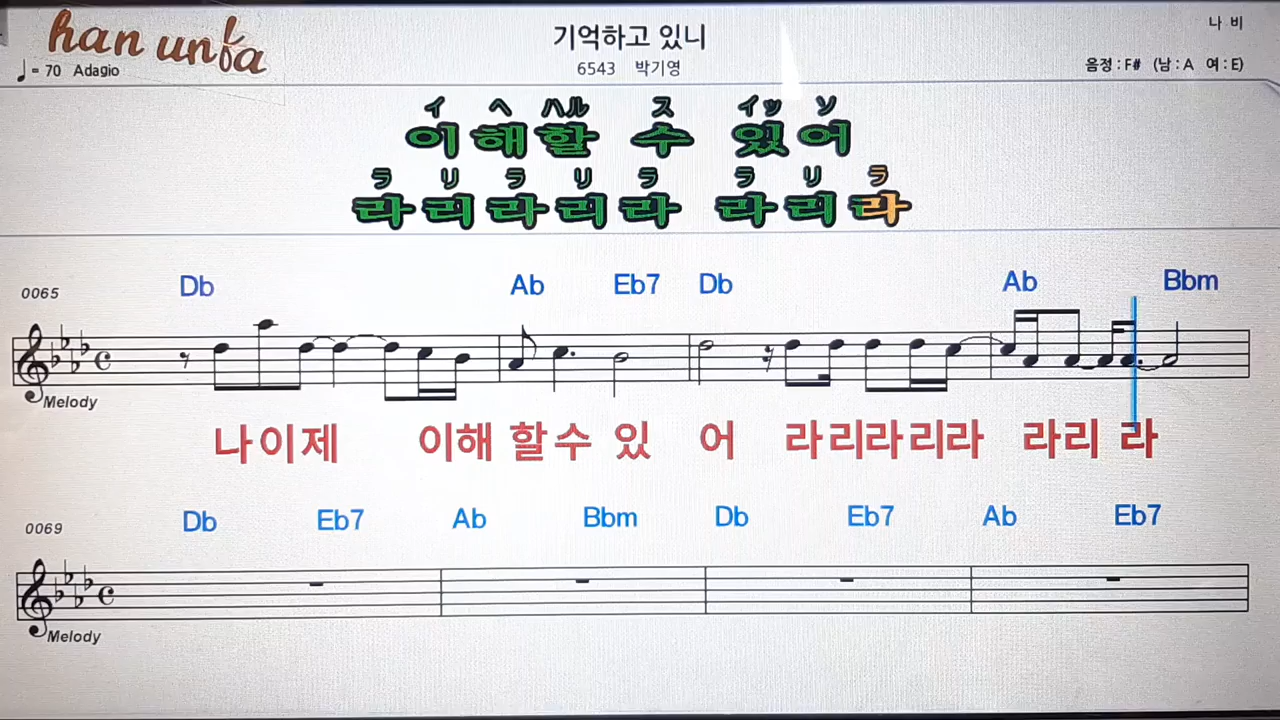 han unba
기억하고 있니
나 비
♩= 70 Adagio
6543 박기영
음정 : F# (남 : A 여 : E)
イ ヘ ハル ス イッ ソ
이 해 할 수 있 어
ラ リ ラ リ ラ ラ リ ラ
라 리 라 리 라 라 리 라
0065
Db Ab Eb7 Db Ab Bbm
Melody
나 이 제 이해 할 수 있 어 라리라리라 라리 라
0069
Db Eb7 Ab Bbm Db Eb7 Ab Eb7
Melody